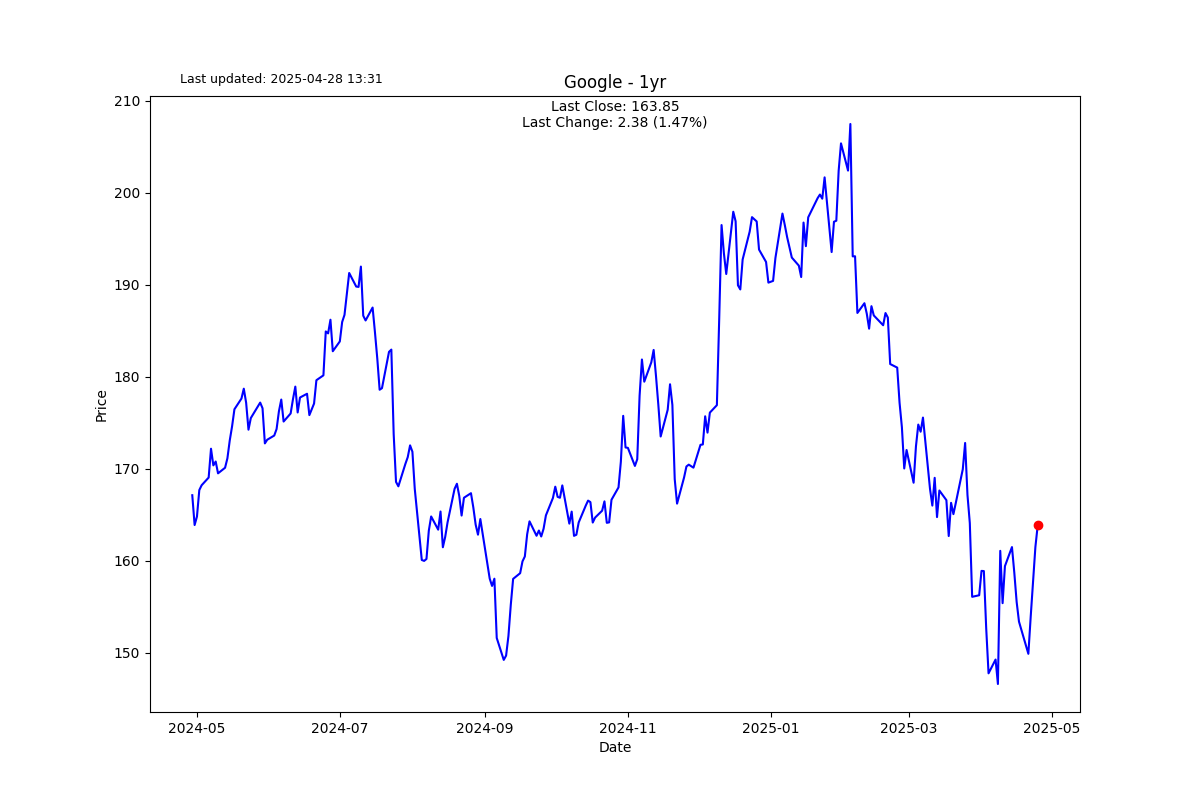 Last updated: 2025-04-28 13:31
Google - 1yr
Last Close: 163.85
Last Change: 2.38 (1.47%)
Price
210
200
190
180
170
160
150
2024-05
2024-07
2024-09
2024-11
2025-01
2025-03
2025-05
Date